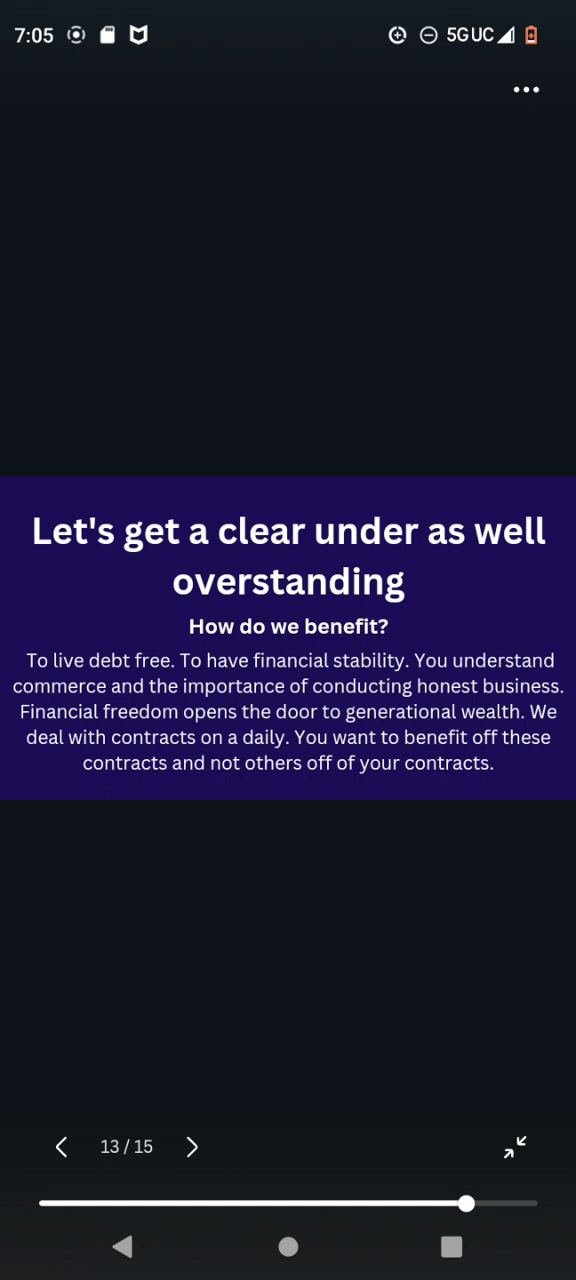 7:05 5G UC
Let's get a clear under as well
overstanding
How do we benefit?
To live debt free. To have financial stability. You understand
commerce and the importance of conducting honest business.
Financial freedom opens the door to generational wealth. We
deal with contracts on a daily. You want to benefit off these
contracts and not others off of your contracts.
13 / 15